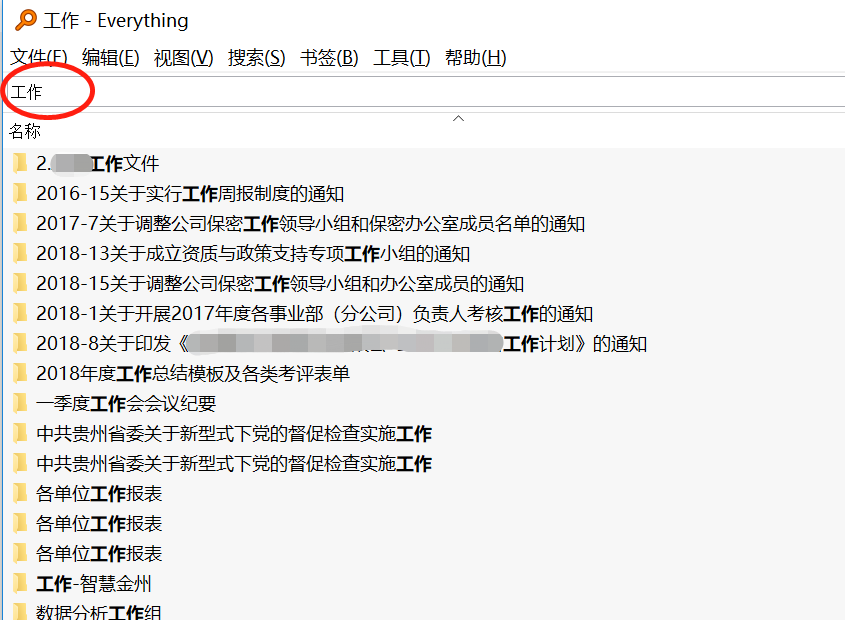 工作 - Everything
文件(F) 编辑(E) 视图(V) 搜索(S) 书签(B) 工具(T) 帮助(H)
工作
名称
2.工作文件
2016-15关于实行工作周报制度的通知
2017-7关于调整公司保密工作领导小组和保密办公室成员名单的通知
2018-13关于成立资质与政策支持专项工作小组的通知
2018-15关于调整公司保密工作领导小组和办公室成员的通知
2018-1关于开展2017年度各事业部（分公司）负责人考核工作的通知
2018-8关于印发《工作计划》的通知
2018年度工作总结模板及各类考评表单
一季度工作会会议纪要
中共贵州省委关于新型式下党的督促检查实施工作
中共贵州省委关于新型式下党的督促检查实施工作
各单位工作报表
各单位工作报表
各单位工作报表
工作-智慧金州
数据分析工作组